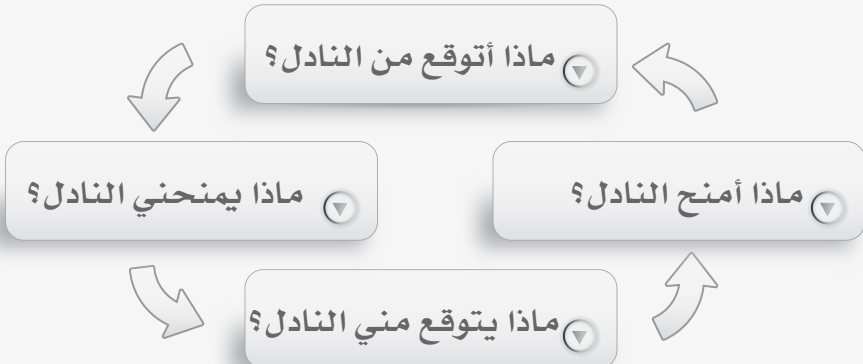 ماذا أتوقع من النادل؟
ماذا أمنح النادل؟
ماذا يمنحني النادل؟
ماذا يتوقع مني النادل؟